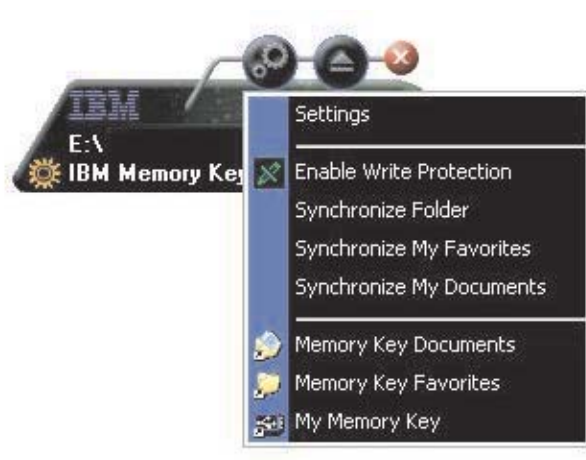 IBM
E:\
IBM Memory Key
Settings
Enable Write Protection
Synchronize Folder
Synchronize My Favorites
Synchronize My Documents
Memory Key Documents
Memory Key Favorites
My Memory Key